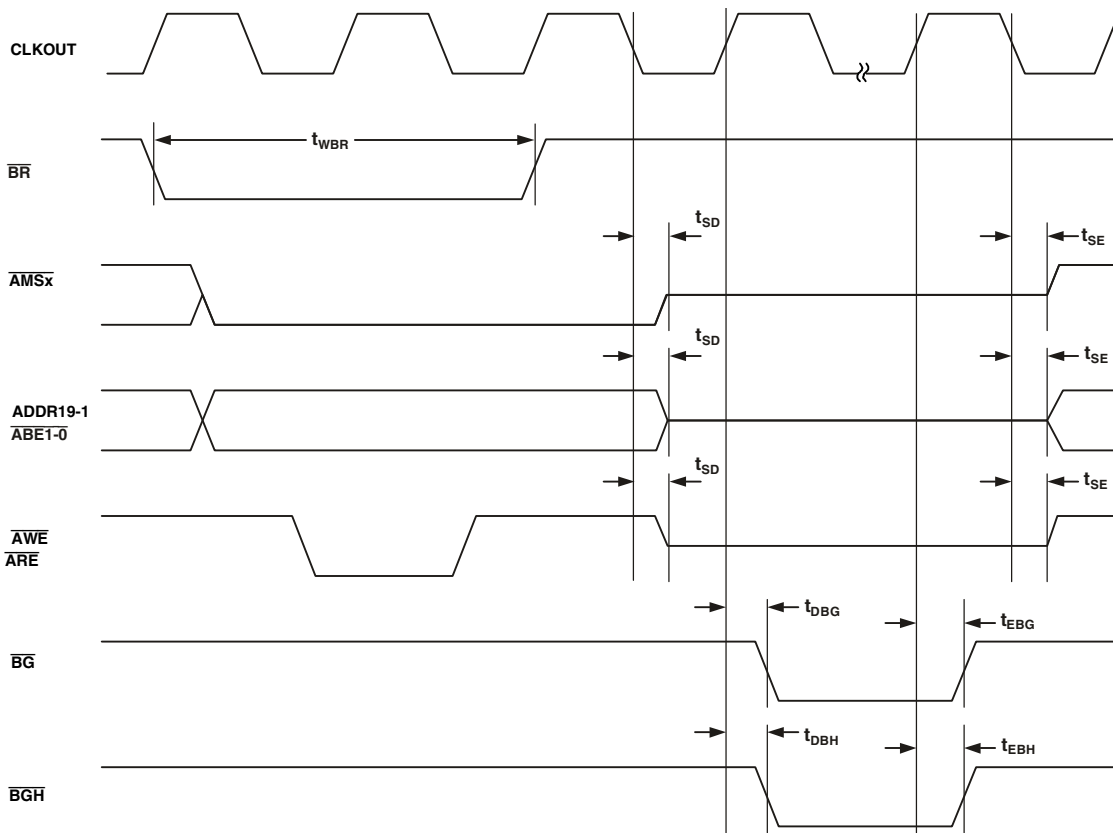 CLKOUT
tWBR
BR
tSD
tSE
AMSx
tSD
tSE
ADDR19-1
ABE1-0
tSD
tSE
AWE
ARE
tDBG
tEBG
BG
tDBH
tEBH
BGH